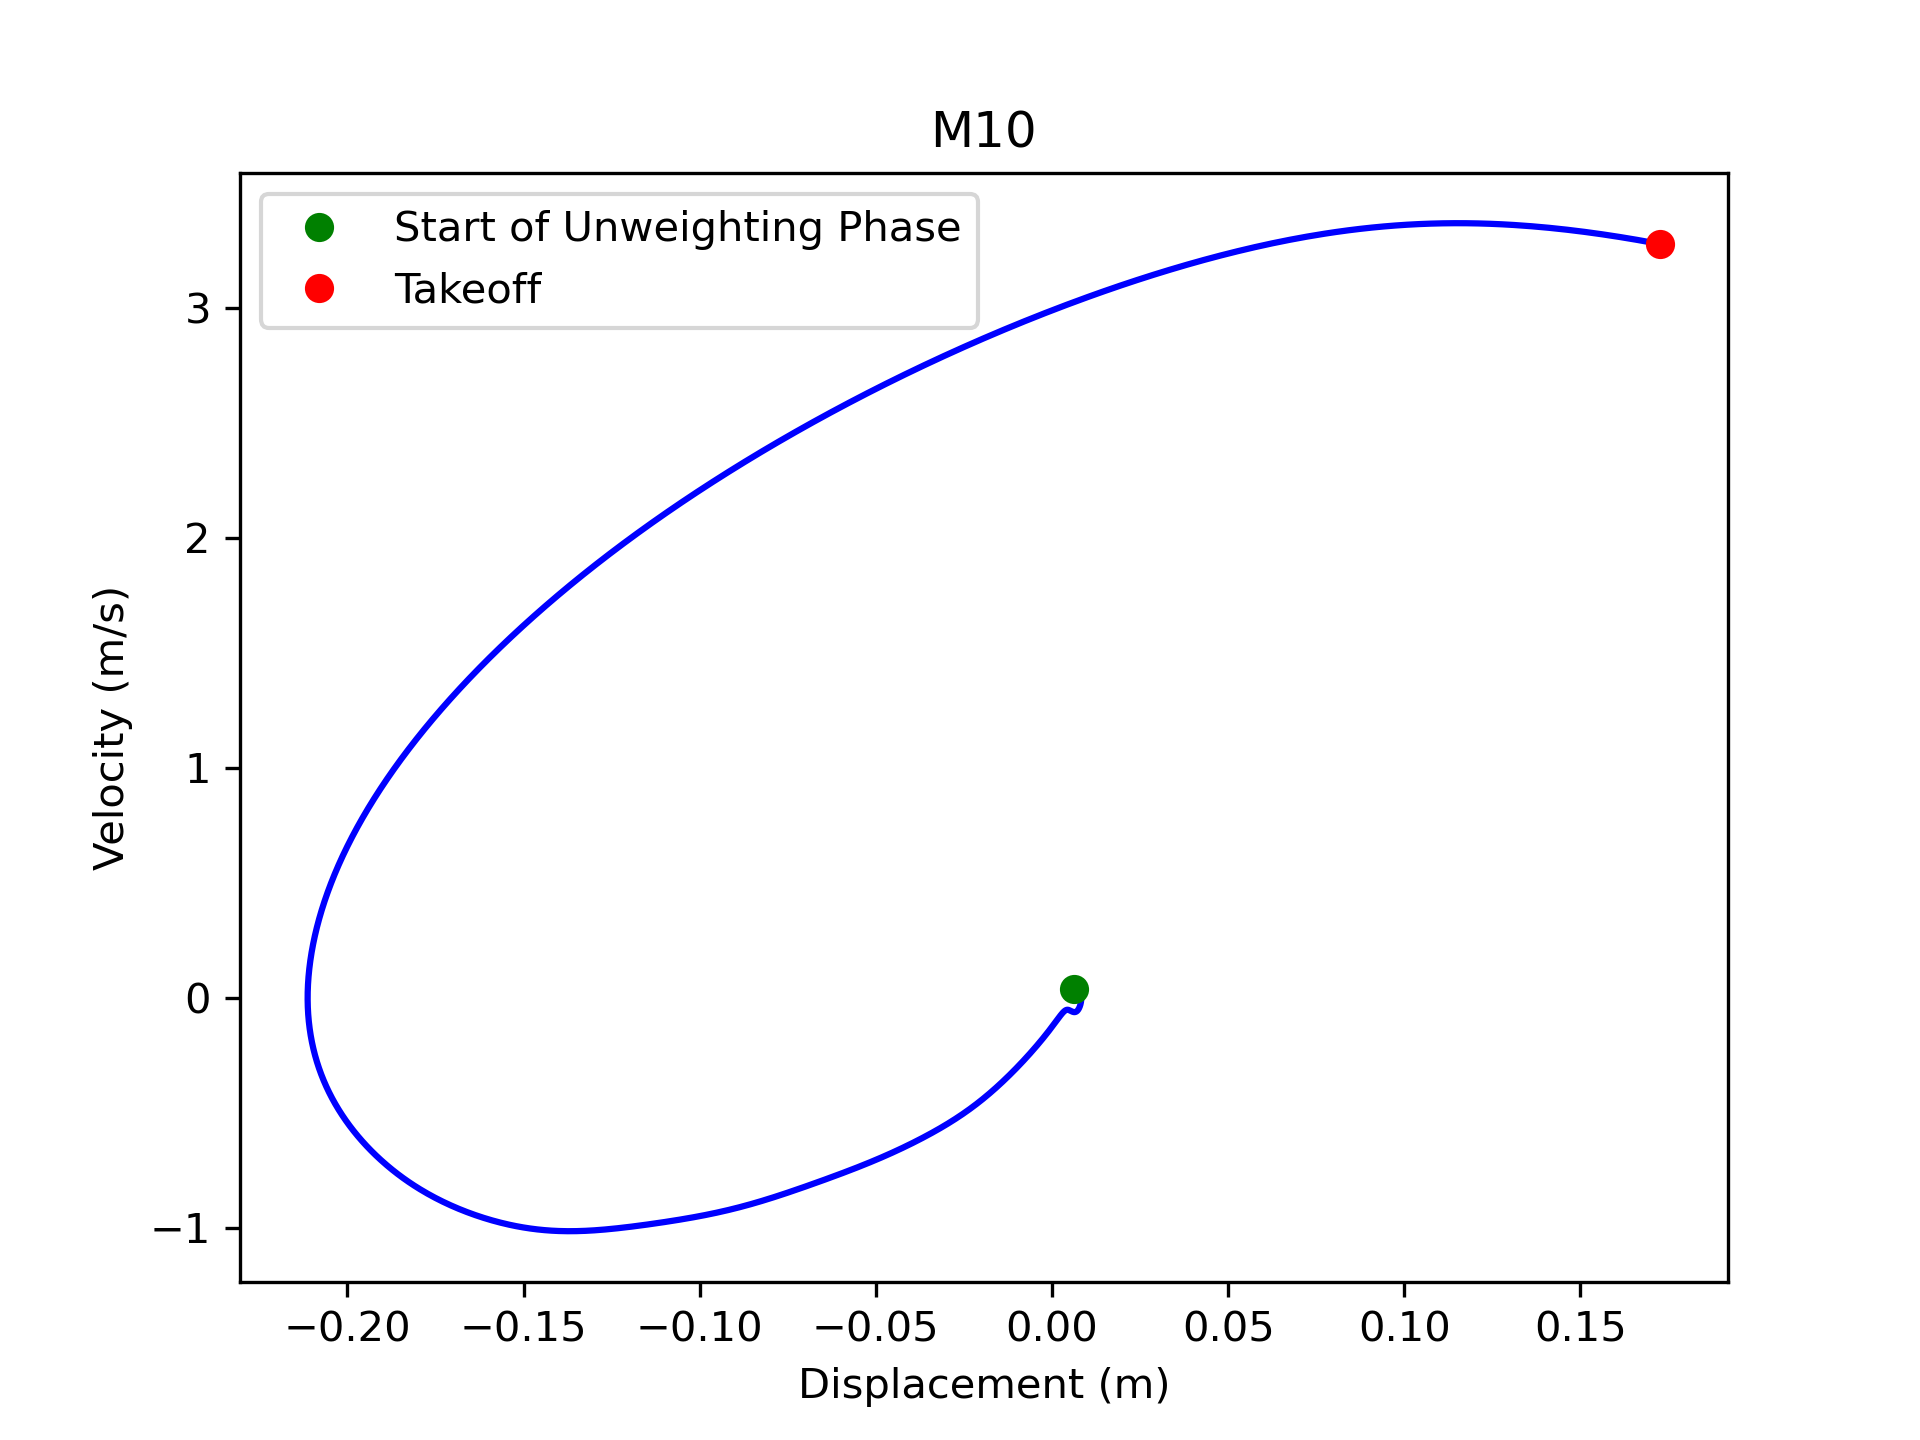 M10
Start of Unweighting Phase
Takeoff
3
2
1
0
−1
Velocity (m/s)
−0.20 −0.15 −0.10 −0.05 0.00 0.05 0.10 0.15
Displacement (m)